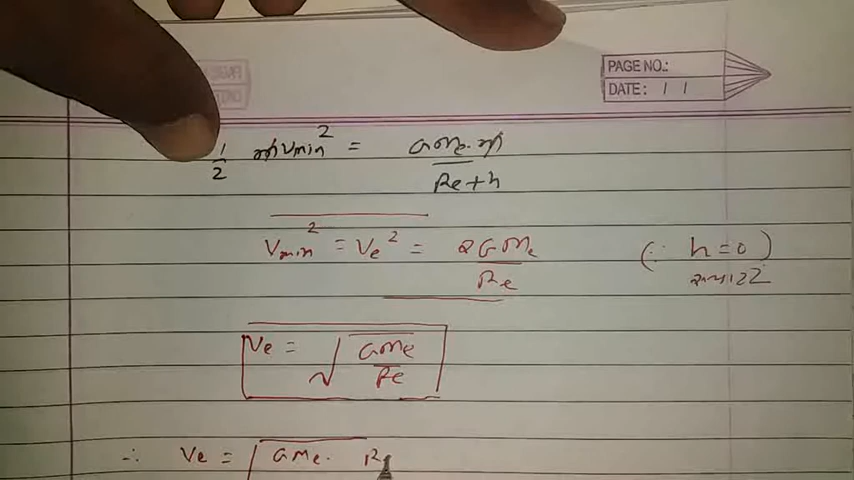 PAGE NO.:
DATE: / /
1/2 mVmin² = GMe.m / Re+h
Vmin² = Ve² = 2GMe / Re (∵ h=0)
Ve = √(GMe / Re)
∴ Ve = √(GMe. R